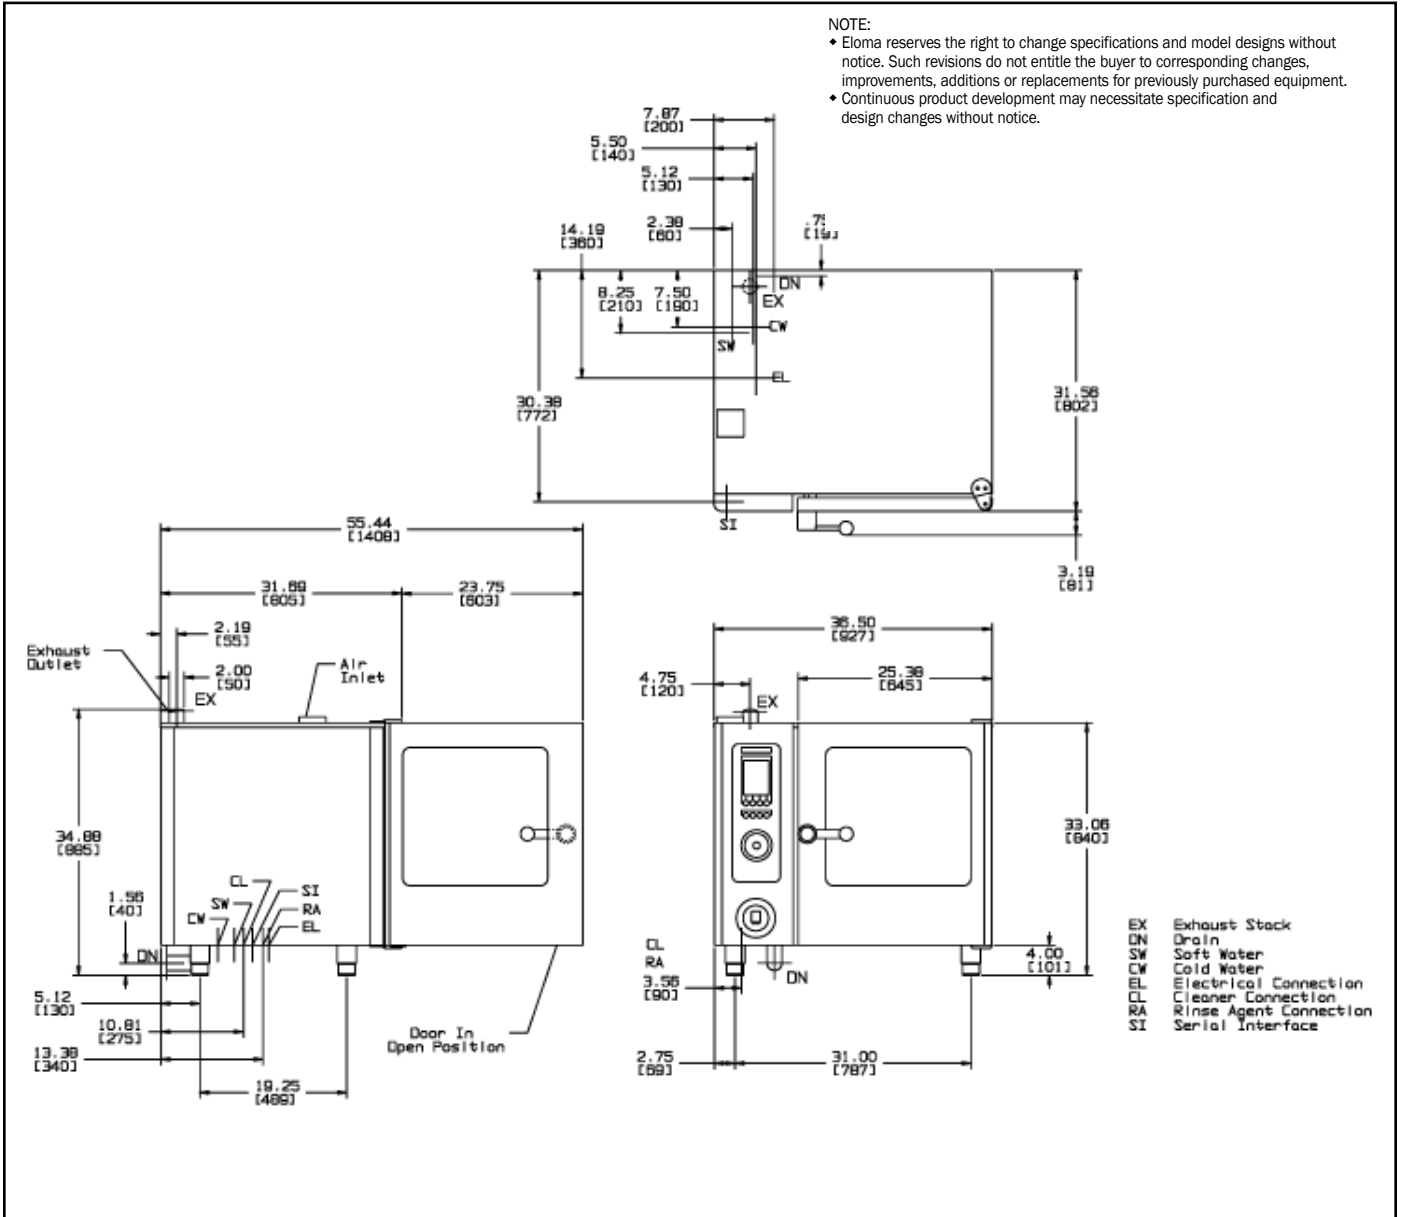 NOTE:
◆ Eloma reserves the right to change specifications and model designs without
notice. Such revisions do not entitle the buyer to corresponding changes,
improvements, additions or replacements for previously purchased equipment.
◆ Continuous product development may necessitate specification and
design changes without notice.
7.87
[200]
5.50
[140]
5.12
[130]
2.38
[60]
14.19
[360]
8.25
[210]
7.50
[190]
DN
EX
CW
SW
EL
30.38
[772]
31.56
[802]
SI
3.19
[81]
55.44
[1408]
31.69
[805]
23.75
[603]
2.19
[55]
2.00
[50]
Exhaust
Outlet
EX
Air
Inlet
34.88
[885]
1.56
[40]
CL
SW
CW
SI
RA
EL
DN
5.12
[130]
10.81
[275]
13.38
[340]
19.25
[489]
Door In
Open Position
36.50
[927]
4.75
[120]
25.38
[645]
EX
33.06
[840]
CL
RA
3.56
[90]
DN
4.00
[101]
2.75
[69]
31.00
[787]
EX Exhaust Stack
DN Drain
SW Soft Water
CW Cold Water
EL Electrical Connection
CL Cleaner Connection
RA Rinse Agent Connection
SI Serial Interface